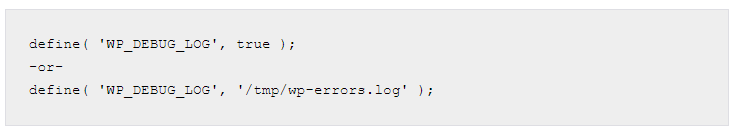 define( 'WP_DEBUG_LOG', true );
-or-
define( 'WP_DEBUG_LOG', '/tmp/wp-errors.log' );